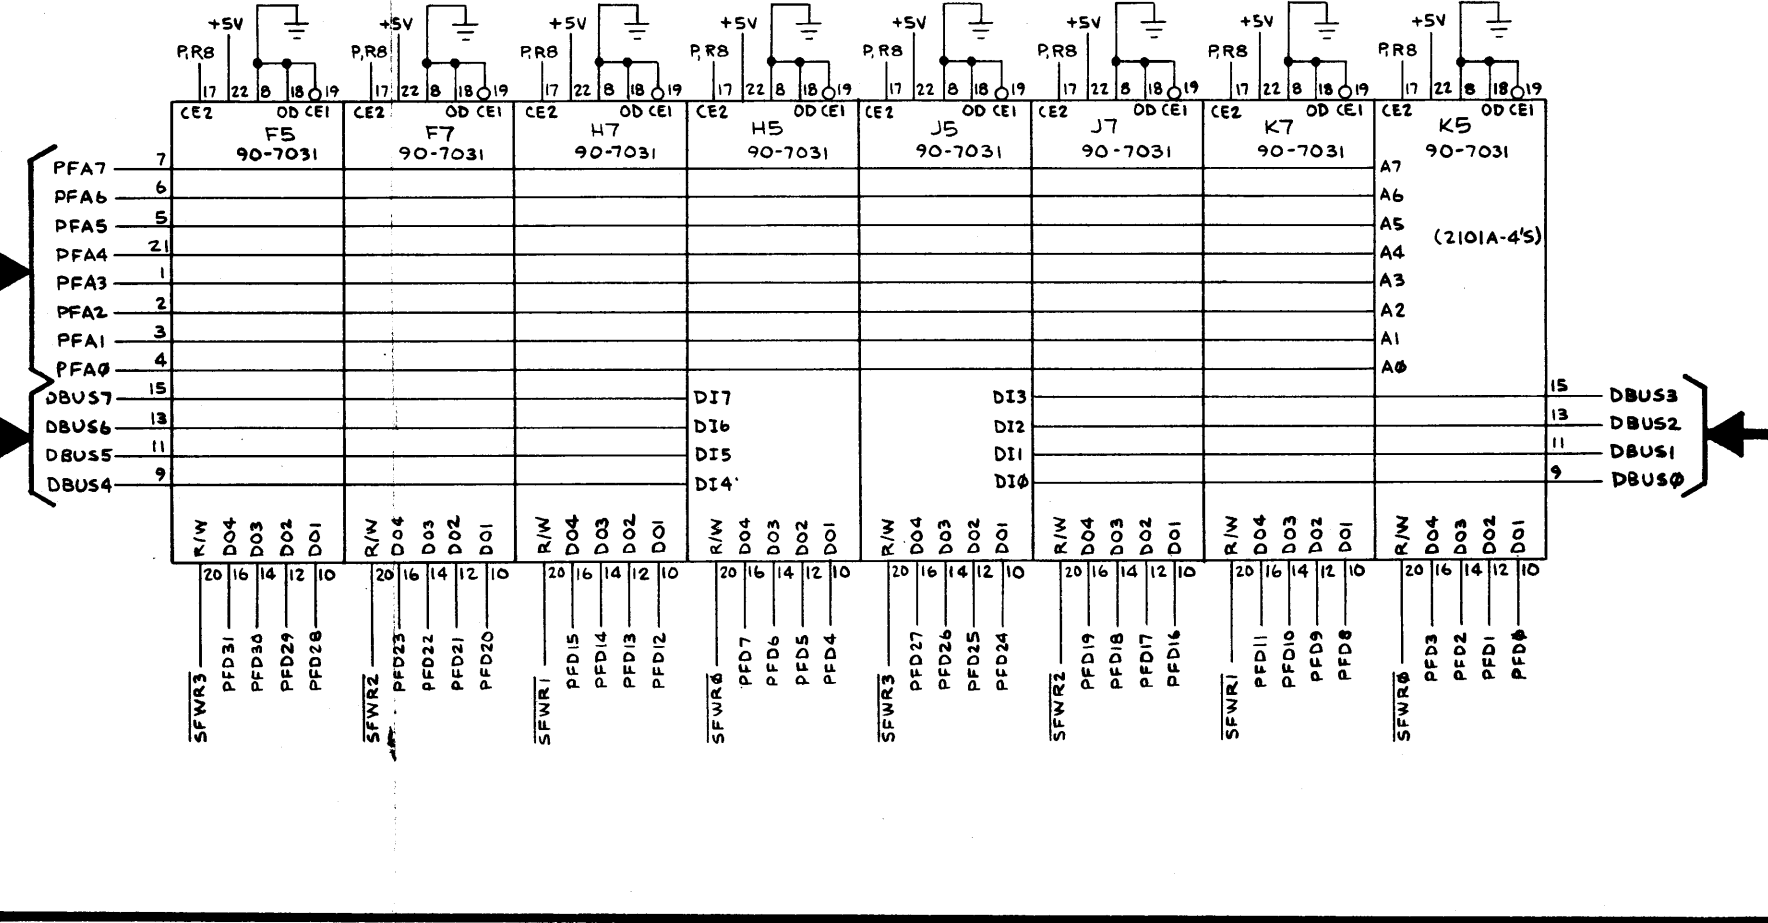 +5V +5V +5V +5V +5V +5V +5V +5V
P,R8 P,R8 P,R8 P,R8 P,R8 P,R8 P,R8 P,R8
17 22 8 18 19 17 22 8 18 19 17 22 8 18 19 17 22 8 18 19 17 22 8 18 19 17 22 8 18 19 17 22 8 18 19 17 22 8 18 19
CE2 OD CE1 CE2 OD CE1 CE2 OD CE1 CE2 OD CE1 CE2 OD CE1 CE2 OD CE1 CE2 OD CE1 CE2 OD CE1
F5 F7 H7 H5 J5 J7 K7 K5
90-7031 90-7031 90-7031 90-7031 90-7031 90-7031 90-7031 90-7031
PFA7 7 A7
PFA6 6 A6
PFA5 5 A5
(2101A-4'S)
PFA4 21 A4
PFA3 1 A3
PFA2 2 A2
PFA1 3 A1
PFAØ 4 AØ
DBUS7 15 DI7 DI3 15 DBUS3
DBUS6 13 DI6 DI2 13 DBUS2
DBUS5 11 DI5 DI1 11 DBUS1
DBUS4 9 DI4 DIØ 9 DBUSØ
R/W DO4 DO3 DO2 DO1 R/W DO4 DO3 DO2 DO1 R/W DO4 DO3 DO2 DO1 R/W DO4 DO3 DO2 DO1 R/W DO4 DO3 DO2 DO1 R/W DO4 DO3 DO2 DO1 R/W DO4 DO3 DO2 DO1 R/W DO4 DO3 DO2 DO1
20 16 14 12 10 20 16 14 12 10 20 16 14 12 10 20 16 14 12 10 20 16 14 12 10 20 16 14 12 10 20 16 14 12 10 20 16 14 12 10
SFWR3 PFD31 PFD30 PFD29 PFD28 SFWR2 PFD23 PFD22 PFD21 PFD20 SFWR1 PFD15 PFD14 PFD13 PFD12 SFWRØ PFD7 PFD6 PFD5 PFD4 SFWR3 PFD27 PFD26 PFD25 PFD24 SFWR2 PFD19 PFD18 PFD17 PFD16 SFWR1 PFD11 PFD10 PFD9 PFD8 SFWRØ PFD3 PFD2 PFD1 PFDØ